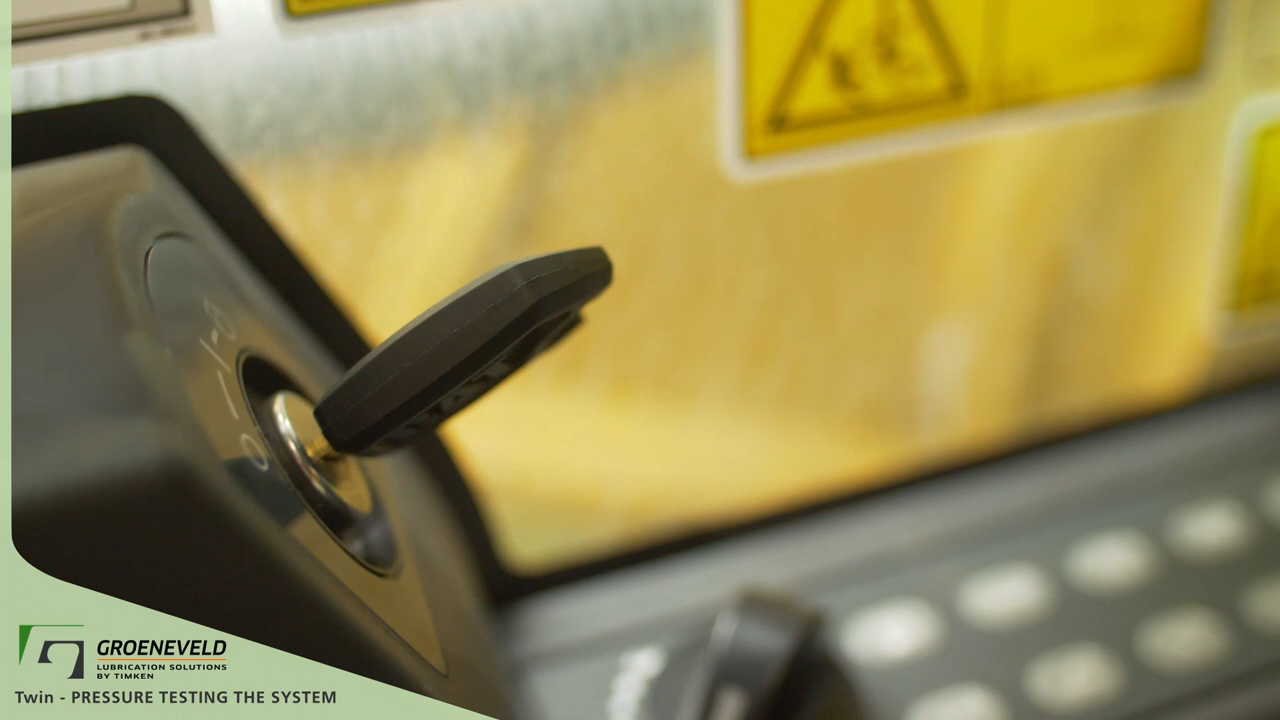 GROENEVELD
LUBRICATION SOLUTIONS
BY TIMKEN
Twin - PRESSURE TESTING THE SYSTEM